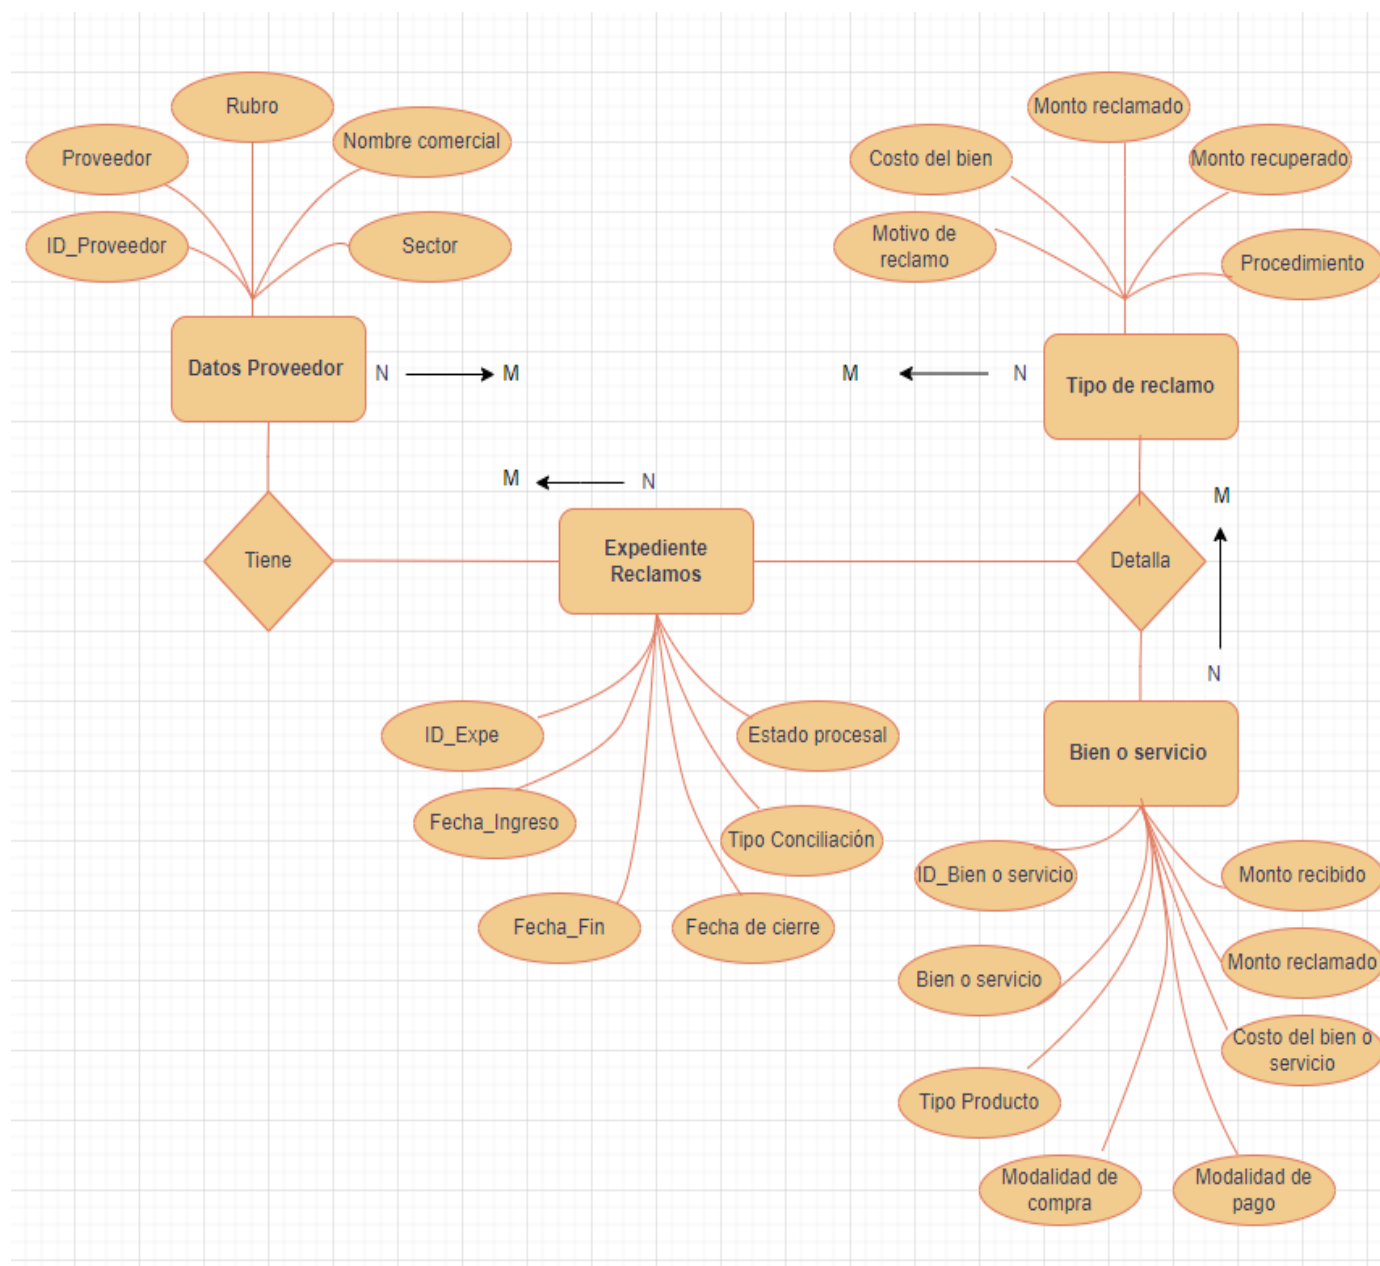 Rubro
Nombre comercial
Proveedor
ID_Proveedor
Sector
Datos Proveedor
N
M
Monto reclamado
Costo del bien
Monto recuperado
Motivo de
reclamo
Procedimiento
M
N
Tipo de reclamo
M
N
M
Tiene
Expediente
Reclamos
Detalla
N
ID_Expe
Estado procesal
Fecha_Ingreso
Tipo Conciliación
Fecha_Fin
Fecha de cierre
Bien o servicio
ID_Bien o servicio
Monto recibido
Bien o servicio
Monto reclamado
Costo del bien o
servicio
Tipo Producto
Modalidad de
compra
Modalidad de
pago